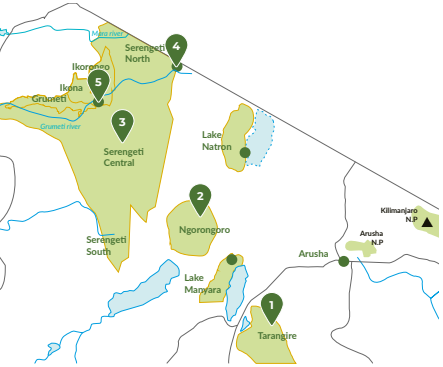 Mara river
Serengeti
North
4
Ikorongo
5
Ikona
Grumeti
Grumeti river
3
Serengeti
Central
Lake
Natron
2
Ngorongoro
Serengeti
South
Kilimanjaro
N.P
Arusha
N.P
Arusha
Lake
Manyara
1
Tarangire